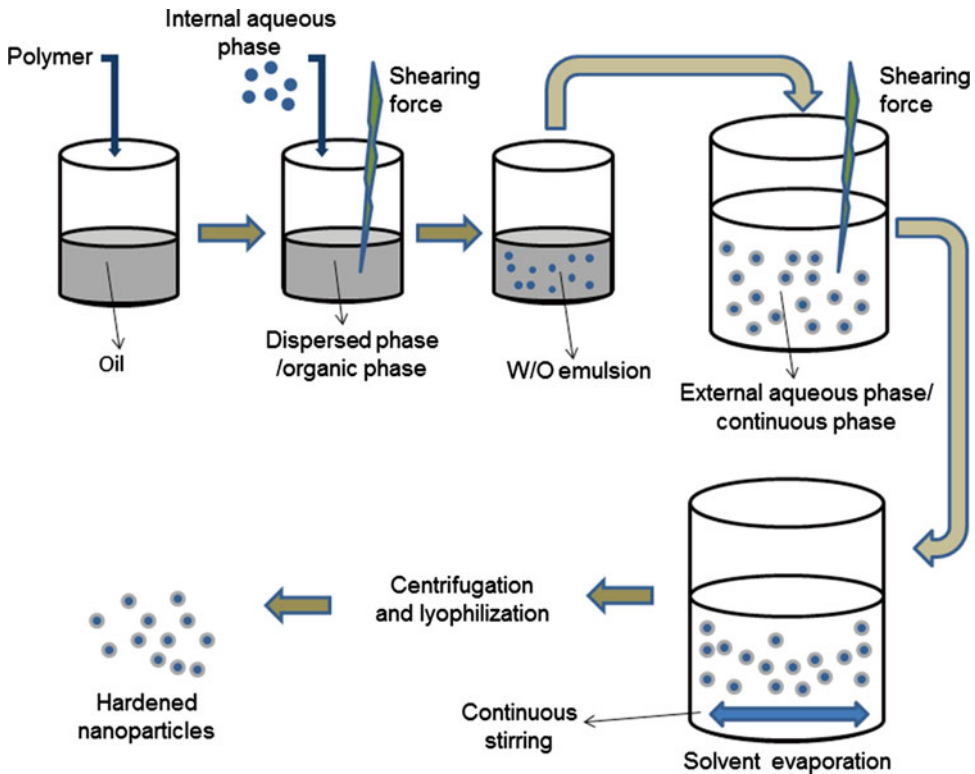 Polymer
Internal aqueous
phase
Shearing
force
Shearing
force
Oil
Dispersed phase
/organic phase
W/O emulsion
External aqueous phase/
continuous phase
Centrifugation
and lyophilization
Hardened
nanoparticles
Continuous
stirring
Solvent evaporation